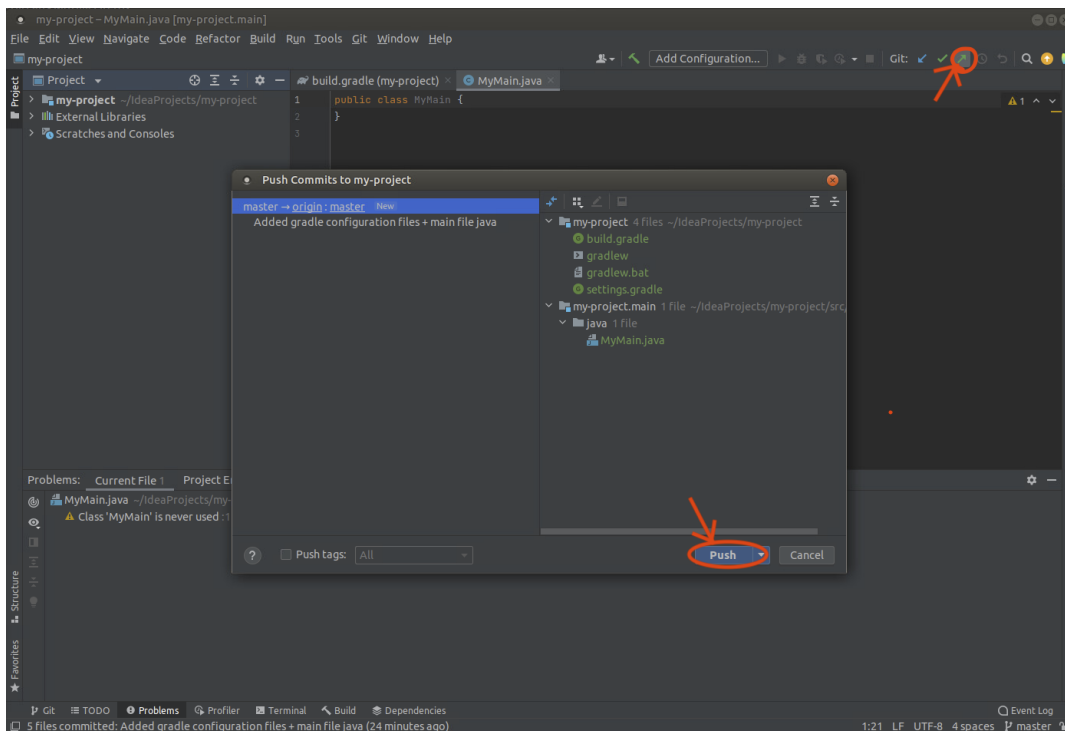 my-project – MyMain.java [my-project.main]
File Edit View Navigate Code Refactor Build Run Tools Git Window Help
my-project Add Configuration... Git:
Project
Project
build.gradle (my-project) MyMain.java
my-project ~/IdeaProjects/my-project
External Libraries
Scratches and Consoles
1 public class MyMain {
2 }
3
1
Push Commits to my-project
master → origin : master New
Added gradle configuration files + main file java
my-project 4 files ~/IdeaProjects/my-project
build.gradle
gradlew
gradlew.bat
settings.gradle
my-project.main 1 file ~/IdeaProjects/my-project/src,
java 1 file
MyMain.java
? Push tags: All Push Cancel
Problems: Current File 1 Project E
MyMain.java ~/IdeaProjects/my-
Class 'MyMain' is never used :1
Structure
Favorites
Git TODO Problems Profiler Terminal Build Dependencies Event Log
5 files committed: Added gradle configuration files + main file java (24 minutes ago) 1:21 LF UTF-8 4 spaces master